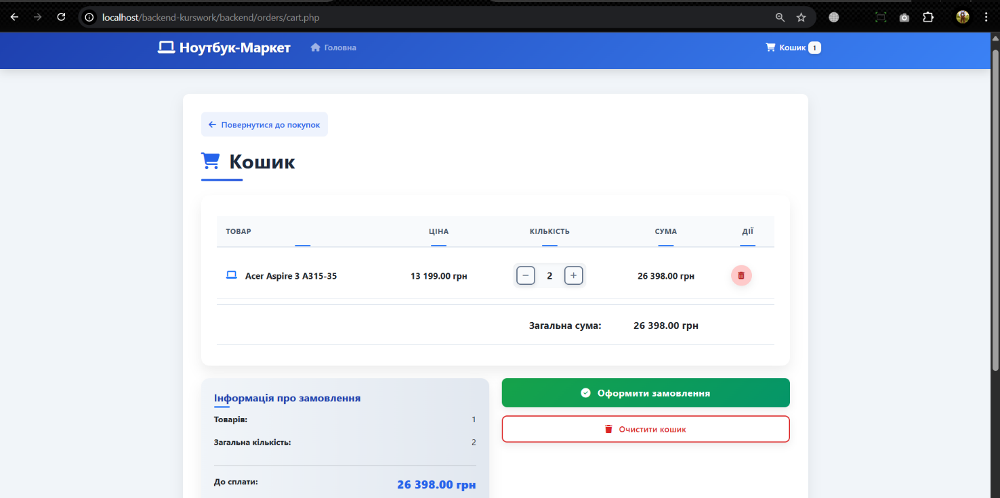 localhost/backend-kurswork/backend/orders/cart.php
Ноутбук-Маркет Головна Кошик 1
Повернутися до покупок
Кошик
ТОВАР ЦІНА КІЛЬКІСТЬ СУМА ДІЇ
Acer Aspire 3 A315-35 13 199.00 грн − 2 + 26 398.00 грн
Загальна сума: 26 398.00 грн
Інформація про замовлення
Товарів: 1
Загальна кількість: 2
До сплати: 26 398.00 грн
Оформити замовлення
Очистити кошик